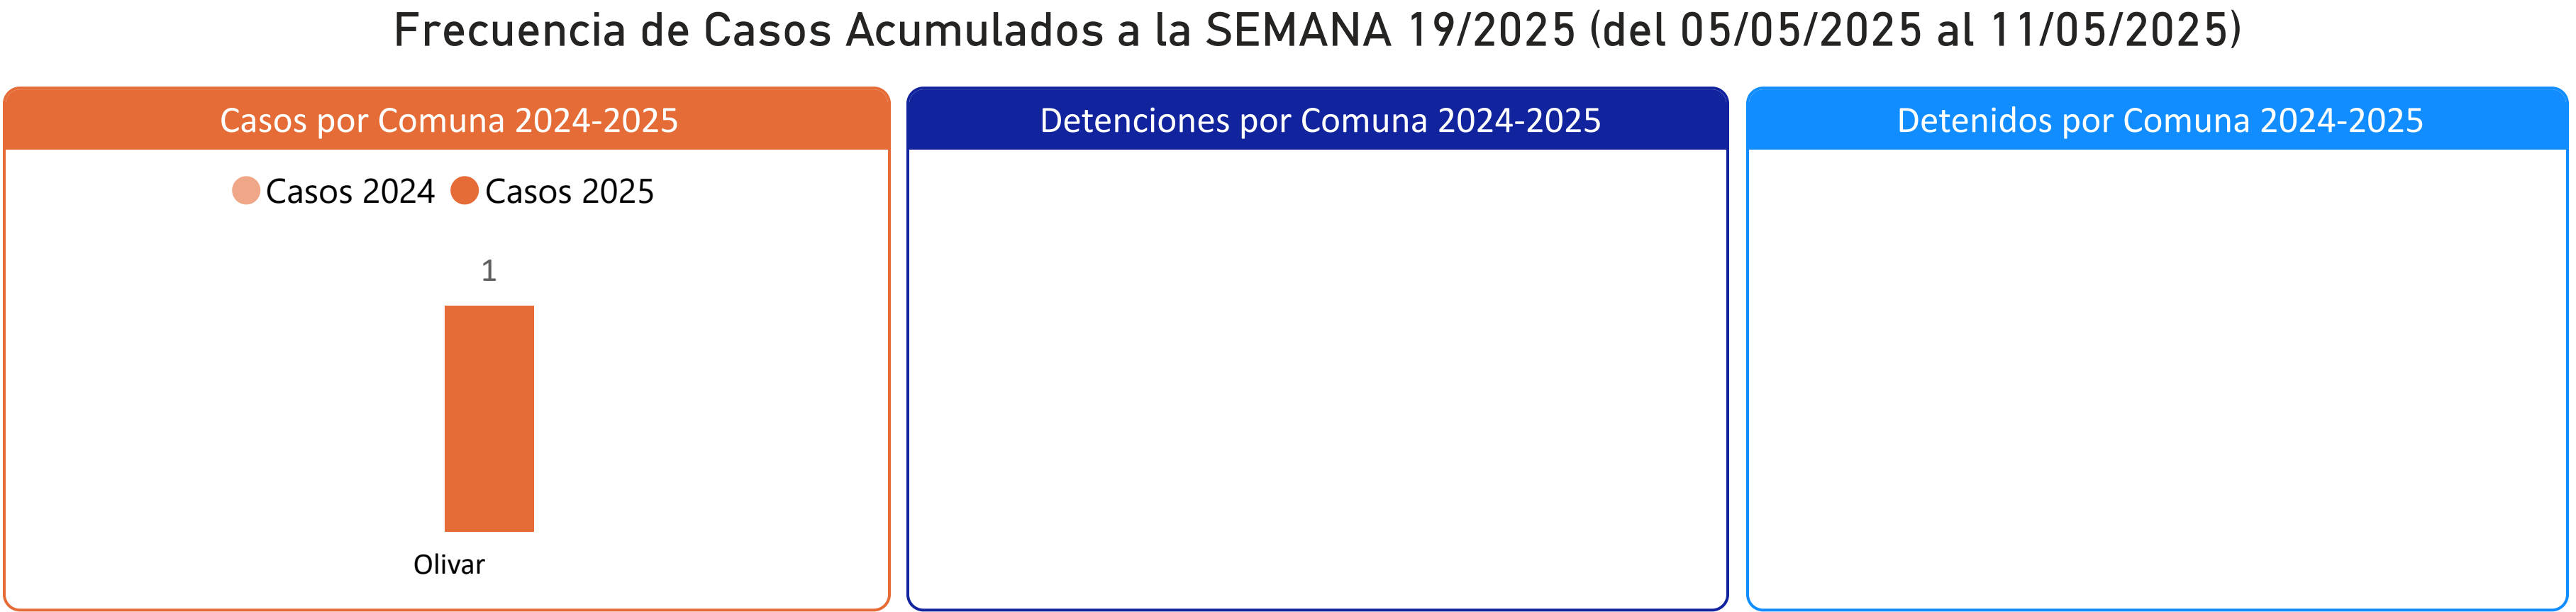 Frecuencia de Casos Acumulados a la SEMANA 19/2025 (del 05/05/2025 al 11/05/2025)
Casos por Comuna 2024-2025
Casos 2024 Casos 2025
1
Olivar
Detenciones por Comuna 2024-2025
Detenidos por Comuna 2024-2025